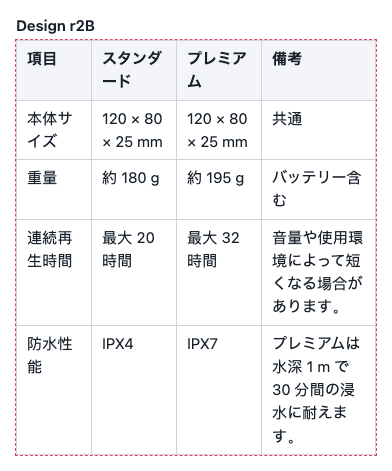 Design r2B
項目 スタンダ プレミア 備考
ード ム
本体サ 120 × 80 120 × 80 共通
イズ × 25 mm × 25 mm
重量 約 180 g 約 195 g バッテリー含
む
連続再 最大 20 最大 32 音量や使用環
生時間 時間 時間 境によって短
くなる場合が
あります。
防水性 IPX4 IPX7 プレミアムは
能 水深 1 m で
30 分間の浸
水に耐えま
す。